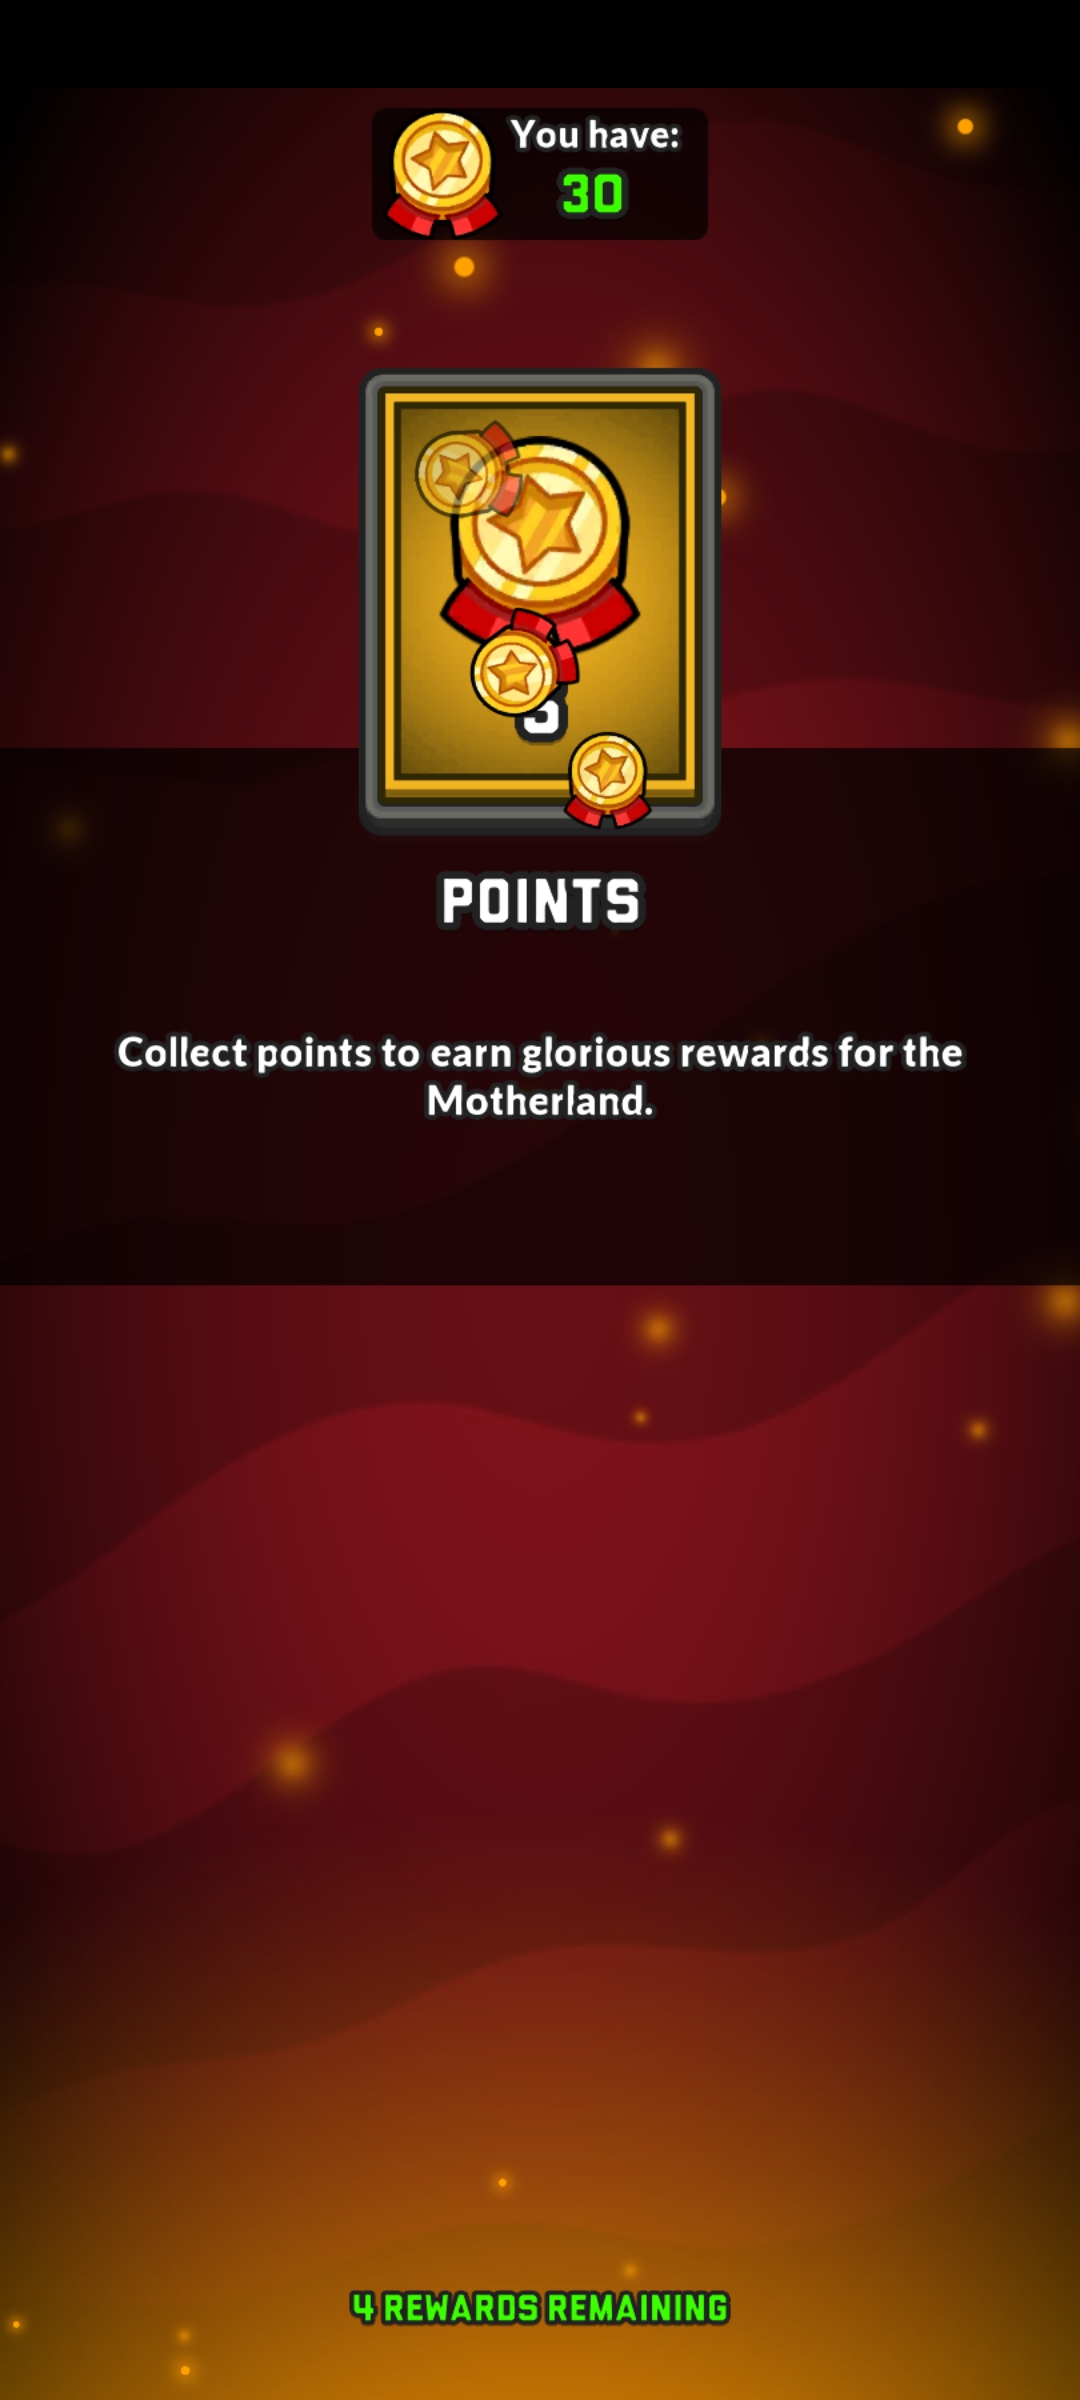 You have:
30
POINTS
Collect points to earn glorious rewards for the
Motherland.
4 REWARDS REMAINING